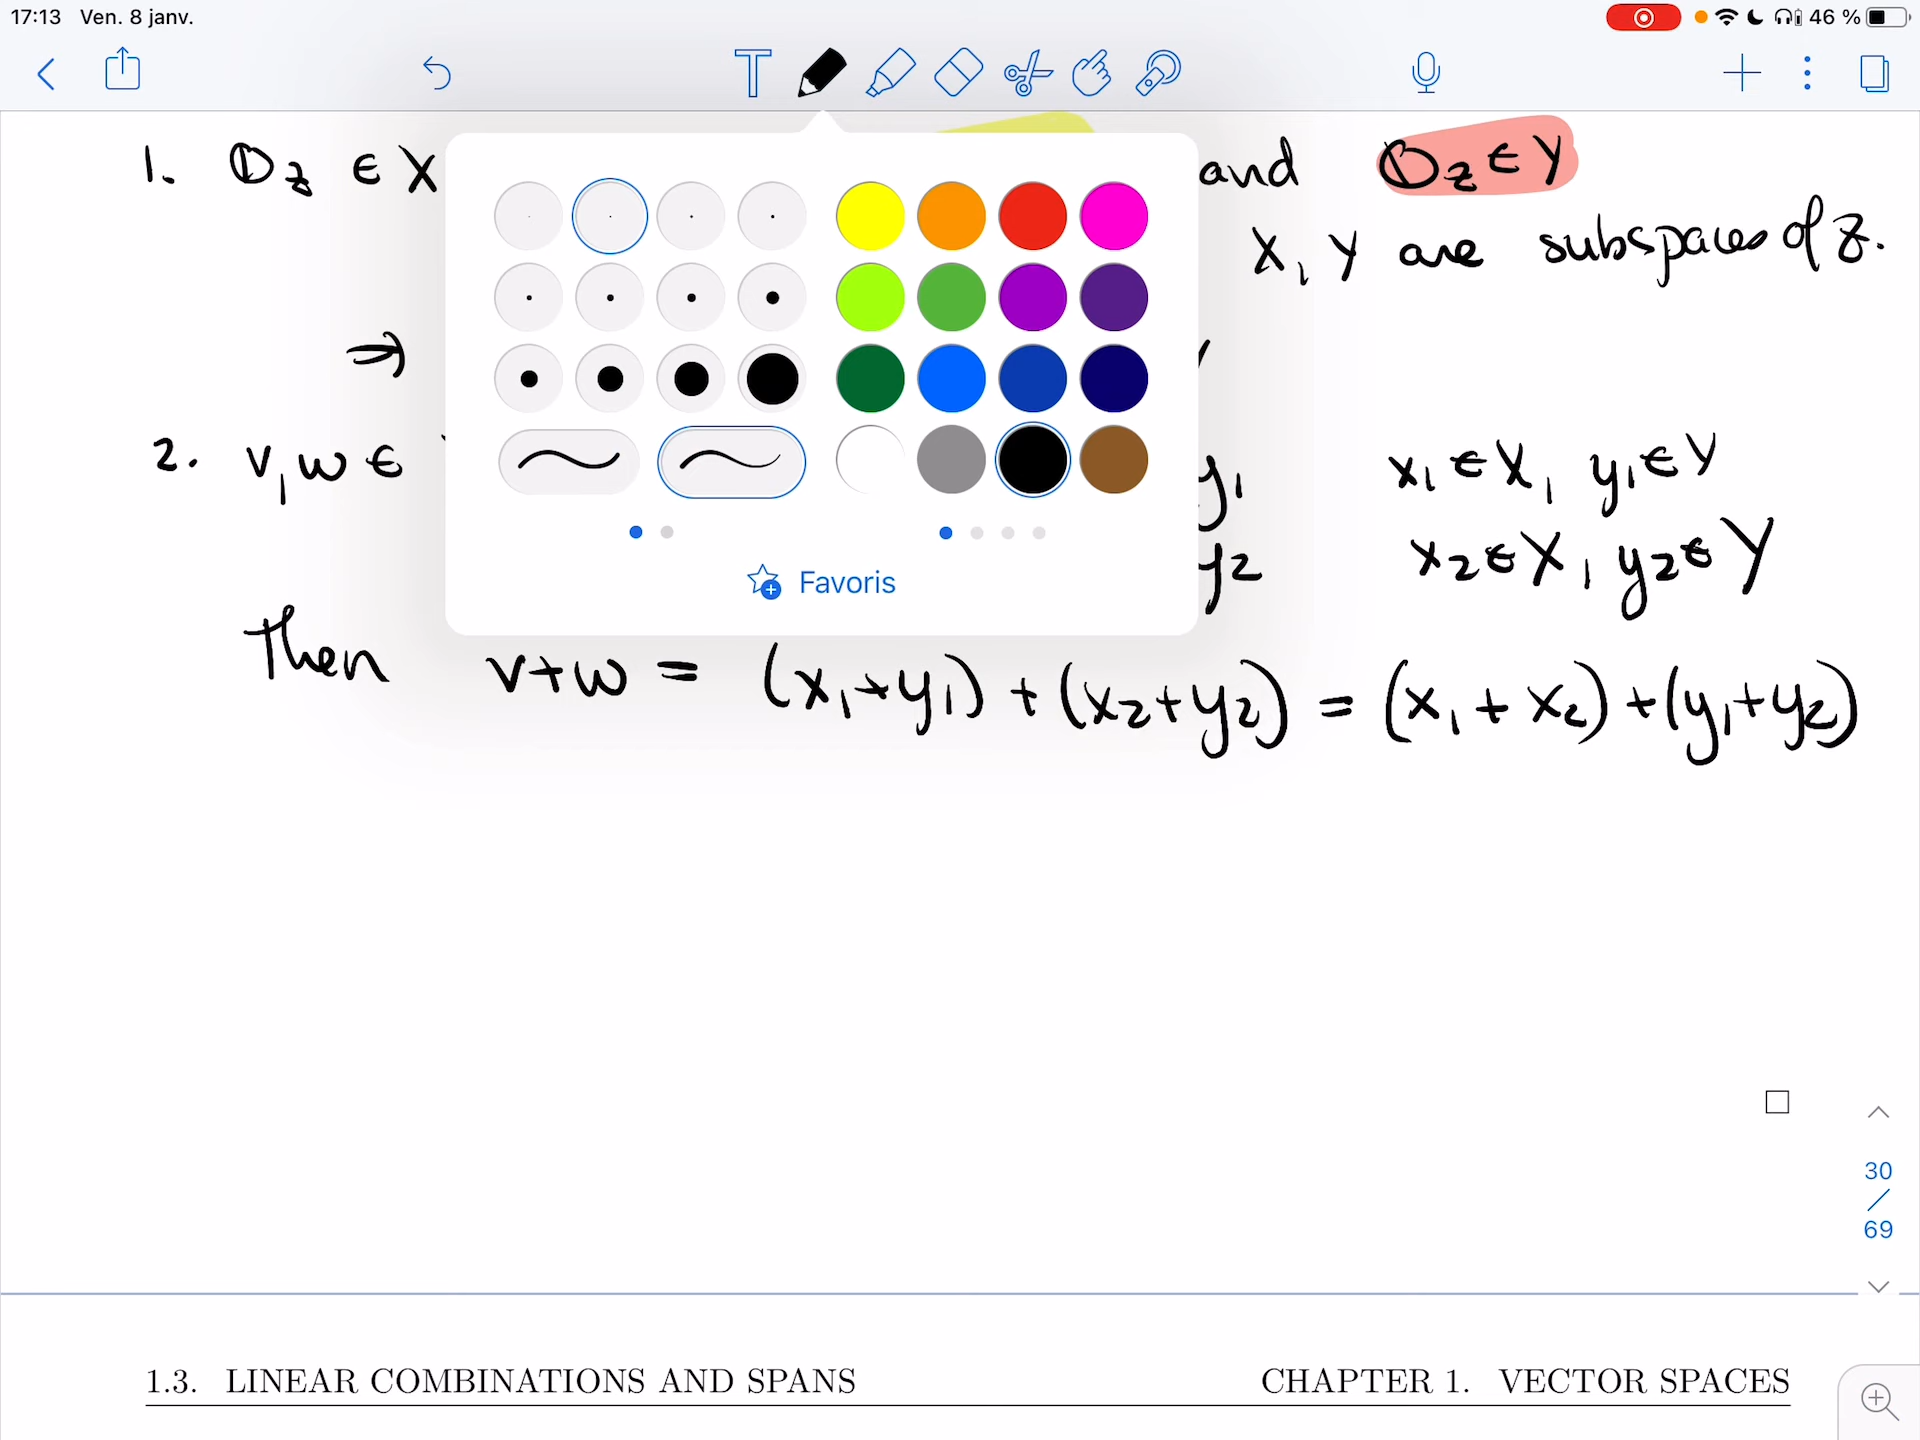 17:13 Ven. 8 janv. 46 %
1. 𝟘z ∈ X and 𝟘z ∈ Y
X, Y are subspaces of Z.
⇒
2. v, w ∈ y1 x1 ∈ X, y1 ∈ Y
y2 x2 ∈ X, y2 ∈ Y
Favoris
Then v+w = (x1+y1) + (x2+y2) = (x1 + x2) + (y1+y2)
30
/
69
1.3. LINEAR COMBINATIONS AND SPANS CHAPTER 1. VECTOR SPACES